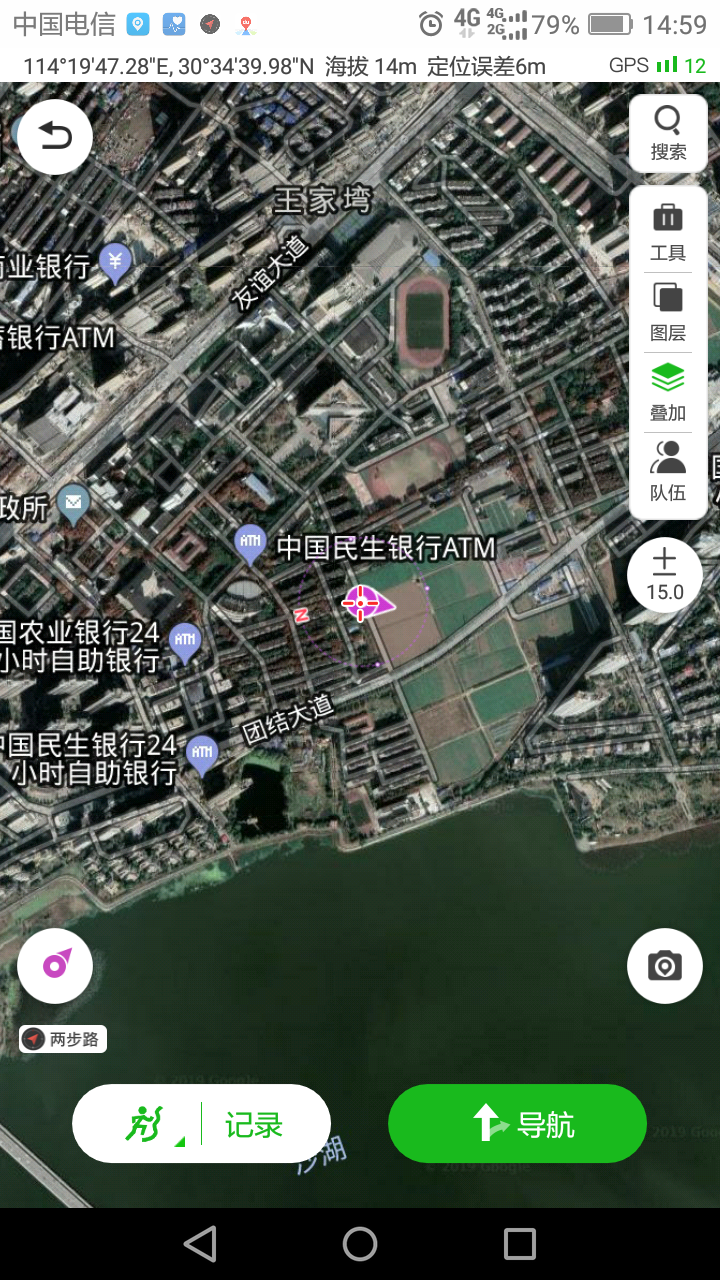 中国电信
4G 4G 2G 79% 14:59
114°19'47.28"E, 30°34'39.98"N 海拔 14m 定位误差6m GPS 12
搜索
王家塆
工具
业银行
¥
友谊大道
图层
银行ATM
叠加
队伍
政所
ATM
中国民生银行ATM
15.0
N
国农业银行24
小时自助银行
ATM
团结大道
中国民生银行24
小时自助银行
ATM
两步路
© 2019 Google
记录
导航
沙湖
© 2019 Google
2019 Goo